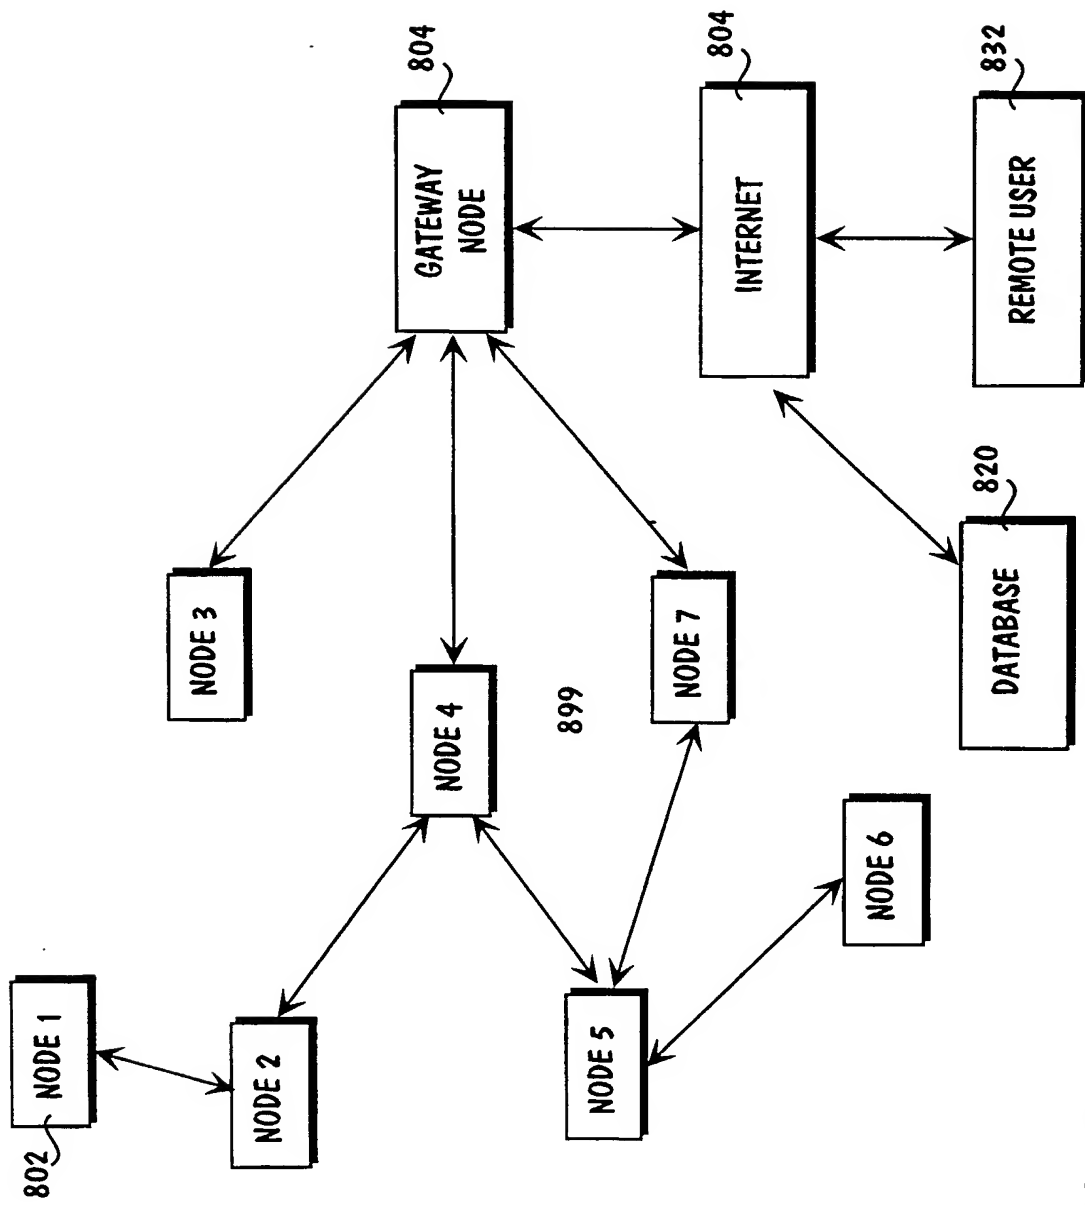 802
NODE 1
NODE 3
NODE 2
804
GATEWAY
NODE
NODE 4
899
NODE 5
NODE 7
804
INTERNET
NODE 6
820
DATABASE
832
REMOTE USER